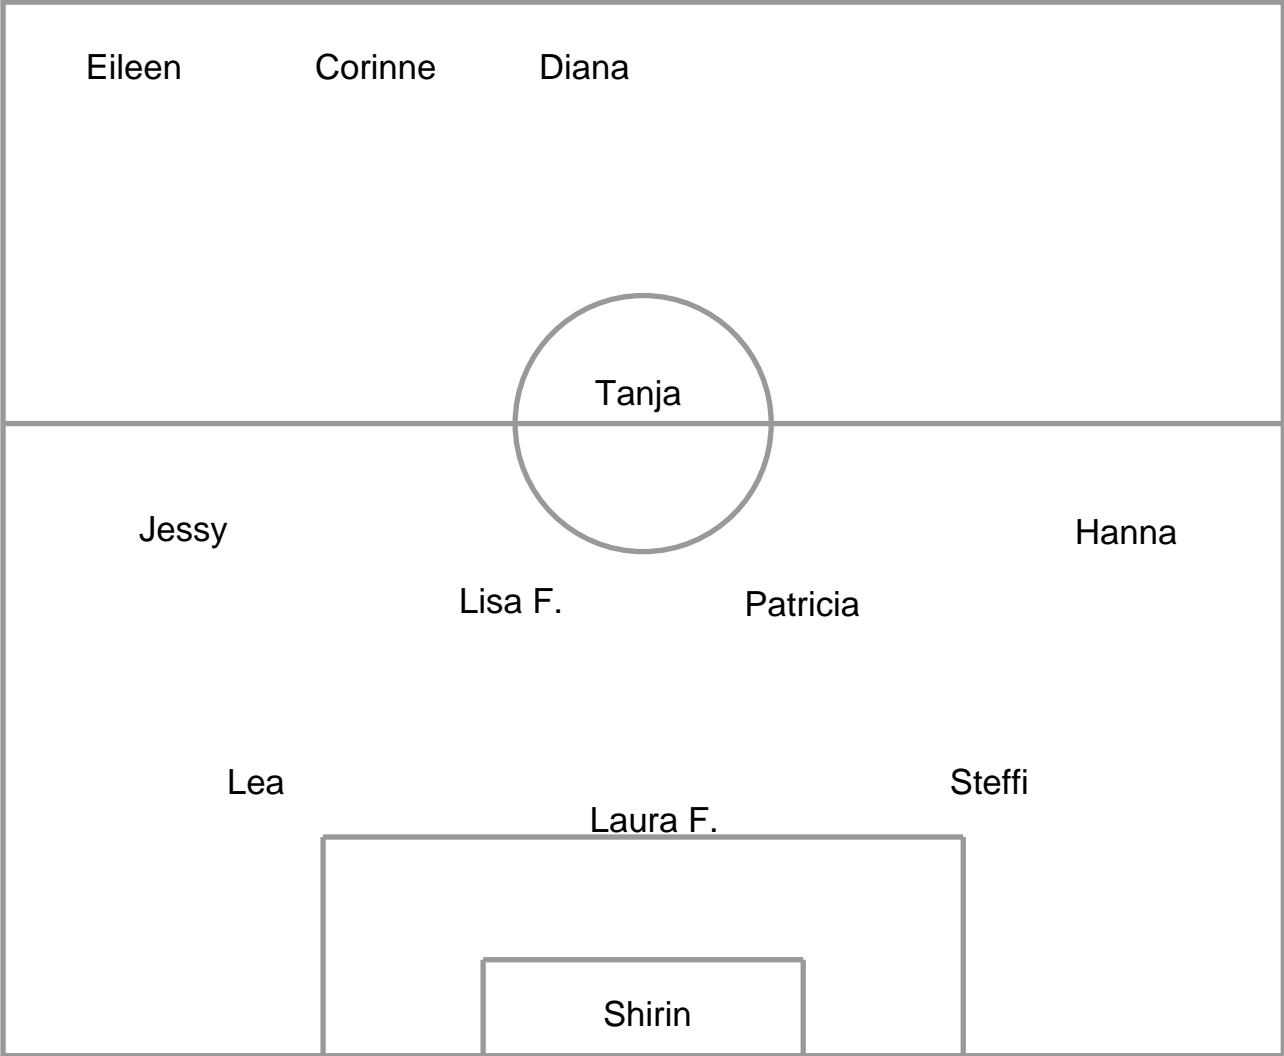 Eileen Corinne Diana
Tanja
Jessy Hanna
Lisa F. Patricia
Lea Steffi
Laura F.
Shirin